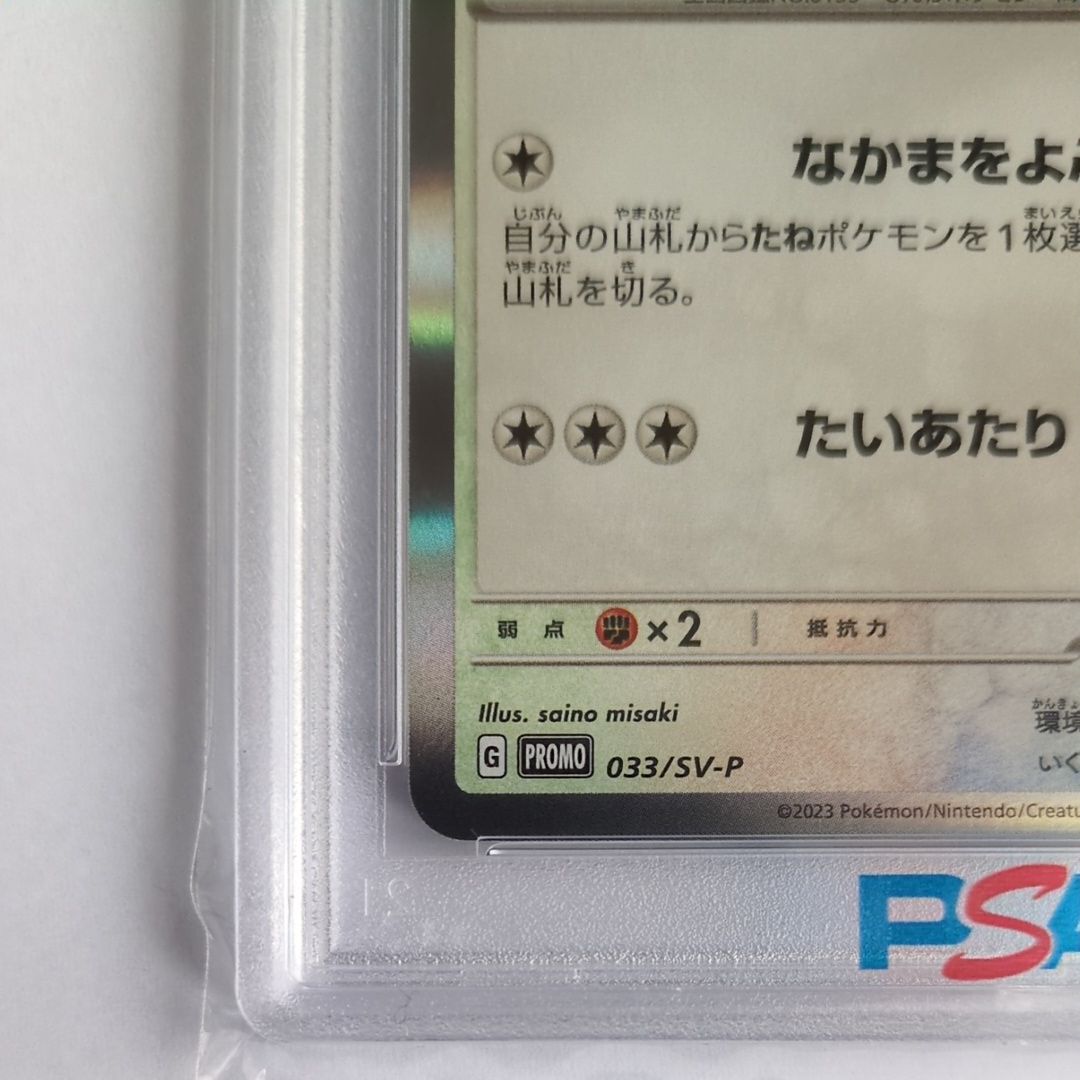 なかまをよ
じぶん やまふだ まいえ
自分の山札からたねポケモンを1枚選
やまふだ き
山札を切る。
たいあたり
弱点 ×2 抵抗力
Illus. saino misaki
かんきょ
環境
G PROMO 033/SV-P
いく
©2023 Pokémon/Nintendo/Creatu
PSA